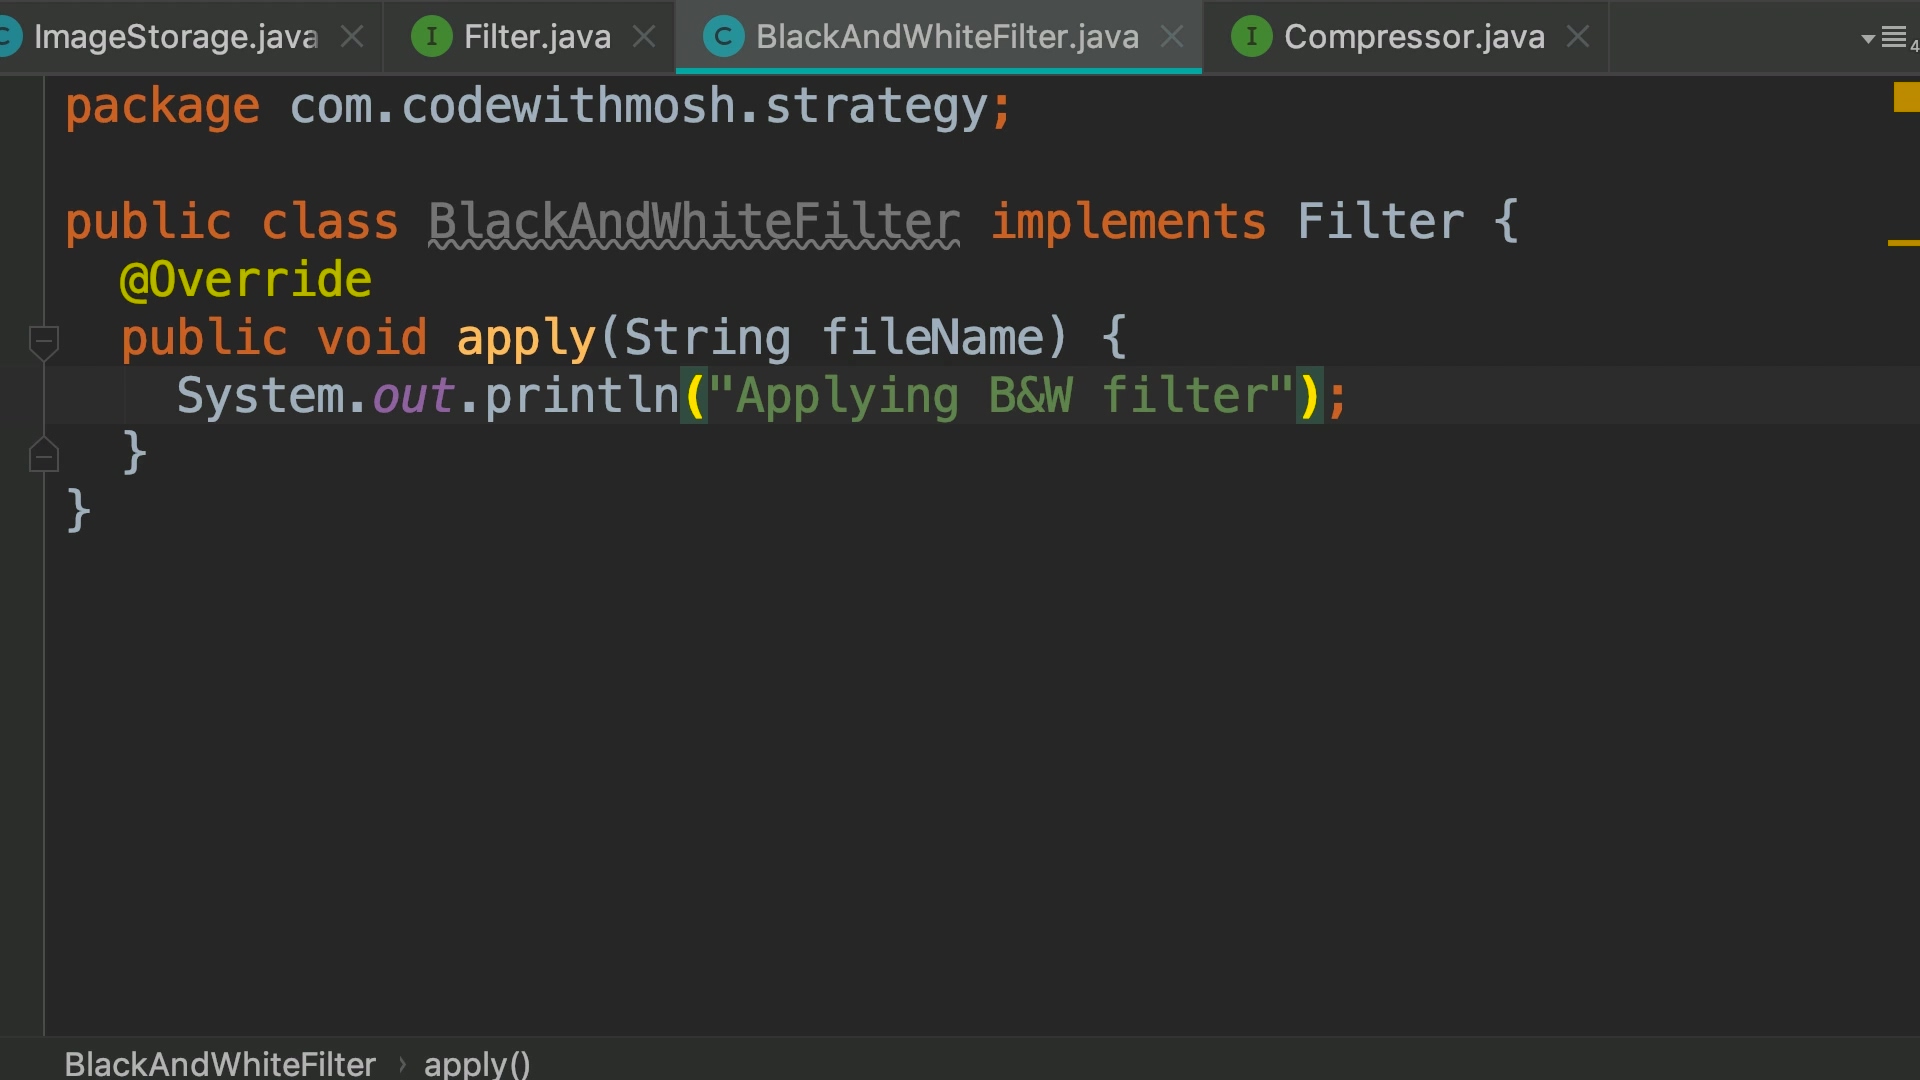 ImageStorage.java Filter.java BlackAndWhiteFilter.java Compressor.java 4
package com.codewithmosh.strategy;
public class BlackAndWhiteFilter implements Filter {
@Override
public void apply(String fileName) {
System.out.println("Applying B&W filter");
}
}
BlackAndWhiteFilter › apply()